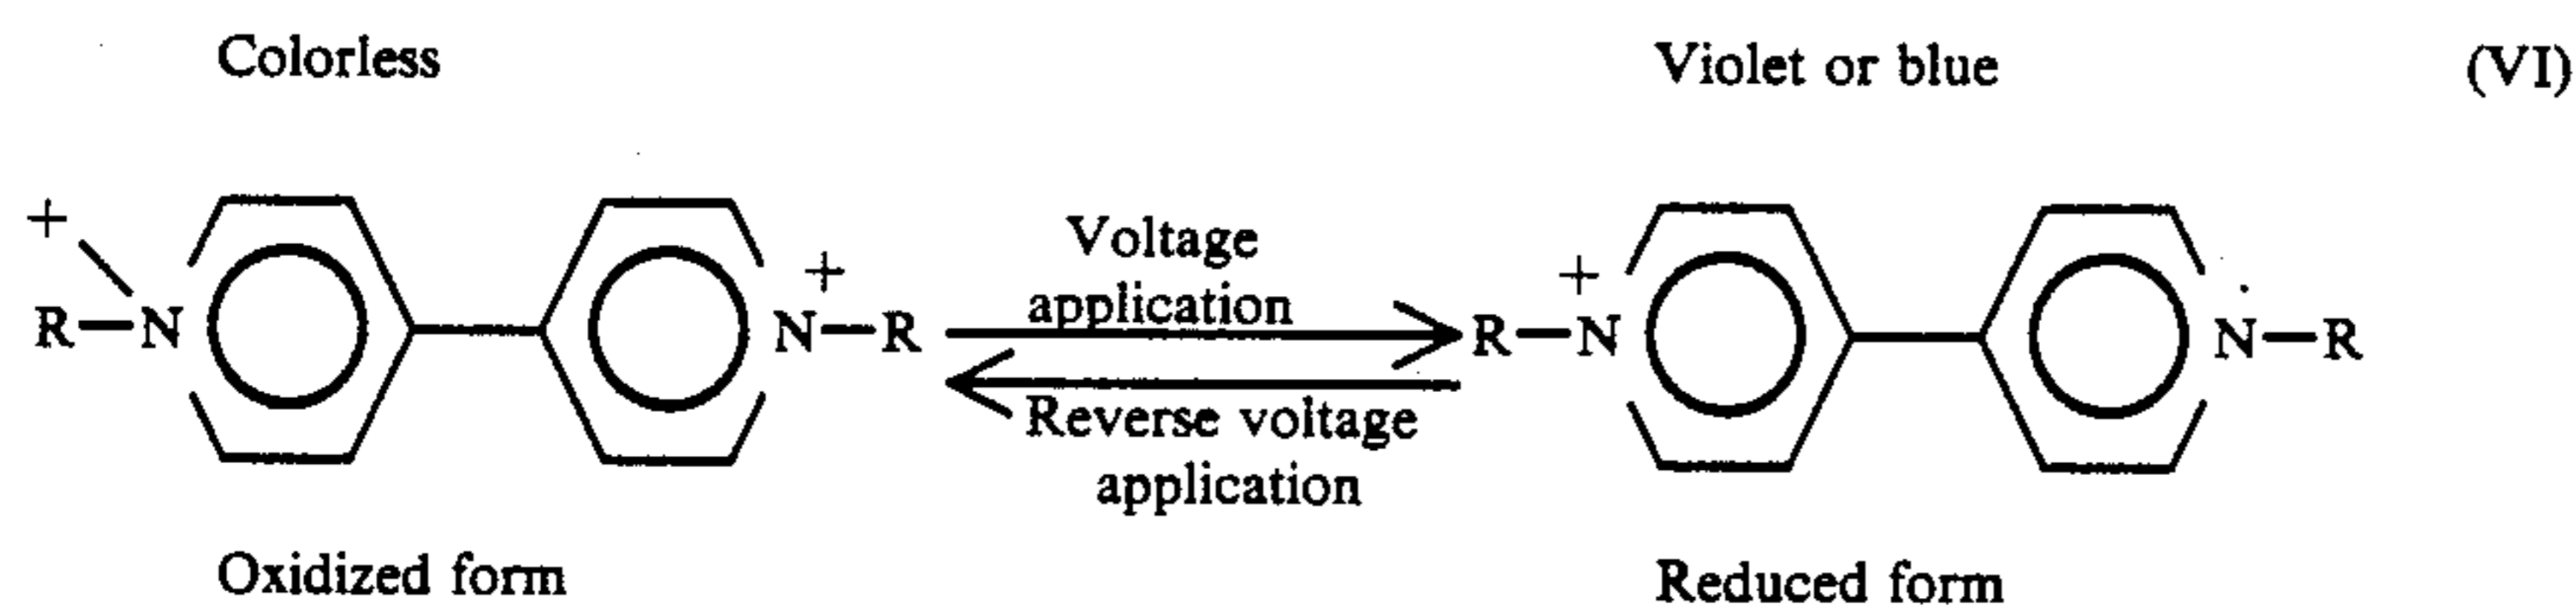 Colorless Violet or blue (VI)
+ + Voltage +
application
R—N N—R R—N N—R
Reverse voltage
application
Oxidized form Reduced form